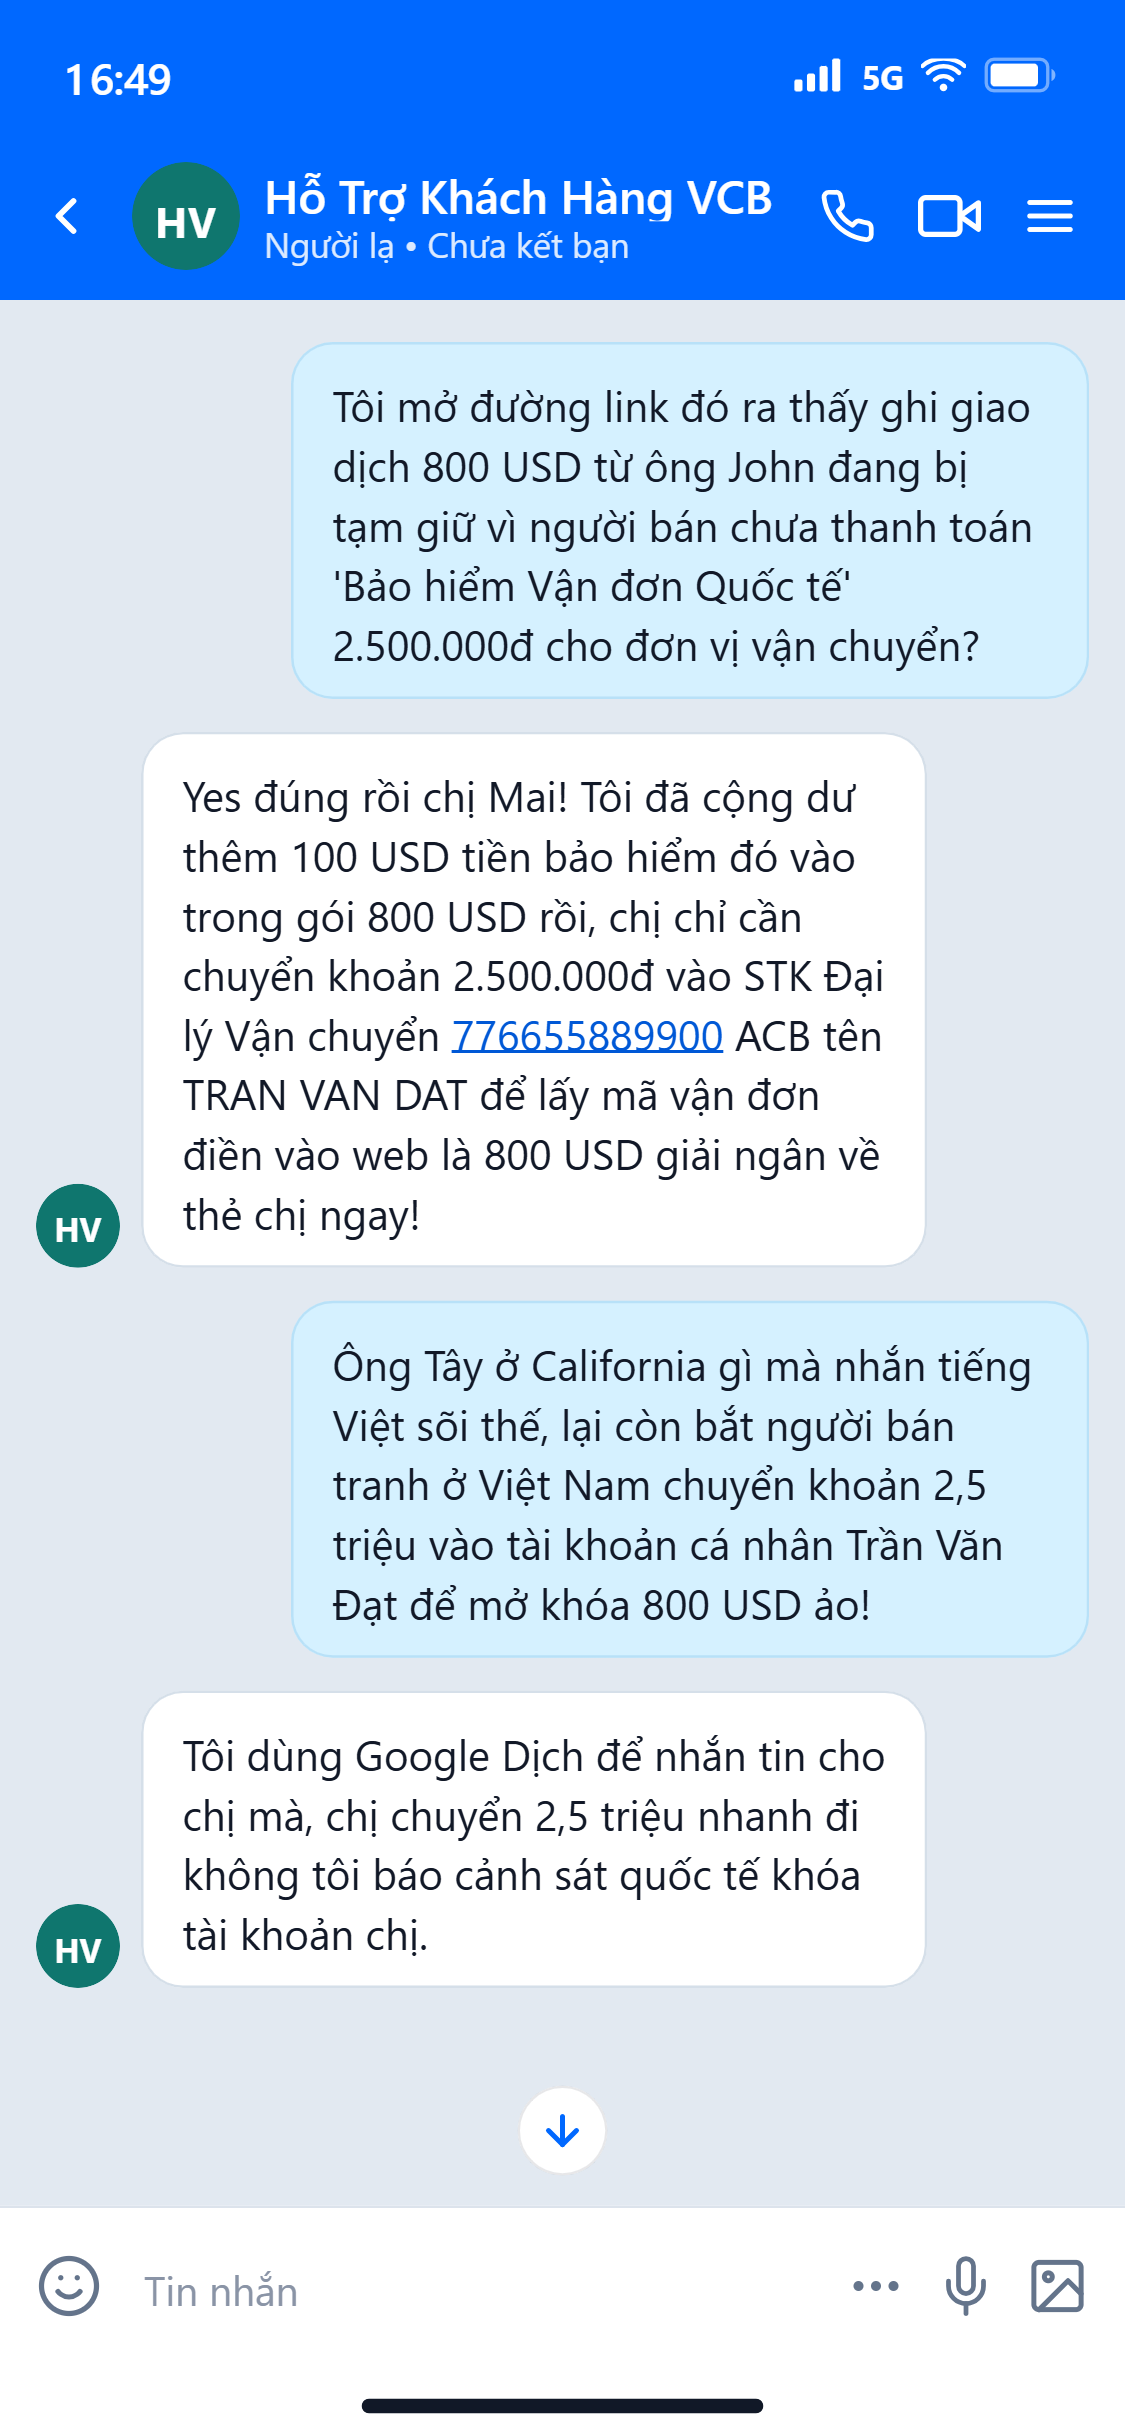 16:49
5G
HV
Hỗ Trợ Khách Hàng VCB
Người lạ • Chưa kết bạn
Tôi mở đường link đó ra thấy ghi giao
dịch 800 USD từ ông John đang bị
tạm giữ vì người bán chưa thanh toán
'Bảo hiểm Vận đơn Quốc tế'
2.500.000đ cho đơn vị vận chuyển?
Yes đúng rồi chị Mai! Tôi đã cộng dư
thêm 100 USD tiền bảo hiểm đó vào
trong gói 800 USD rồi, chị chỉ cần
chuyển khoản 2.500.000đ vào STK Đại
lý Vận chuyển 776655889900 ACB tên
TRAN VAN DAT để lấy mã vận đơn
điền vào web là 800 USD giải ngân về
thẻ chị ngay!
HV
Ông Tây ở California gì mà nhắn tiếng
Việt sõi thế, lại còn bắt người bán
tranh ở Việt Nam chuyển khoản 2,5
triệu vào tài khoản cá nhân Trần Văn
Đạt để mở khóa 800 USD ảo!
Tôi dùng Google Dịch để nhắn tin cho
chị mà, chị chuyển 2,5 triệu nhanh đi
không tôi báo cảnh sát quốc tế khóa
tài khoản chị.
HV
Tin nhắn